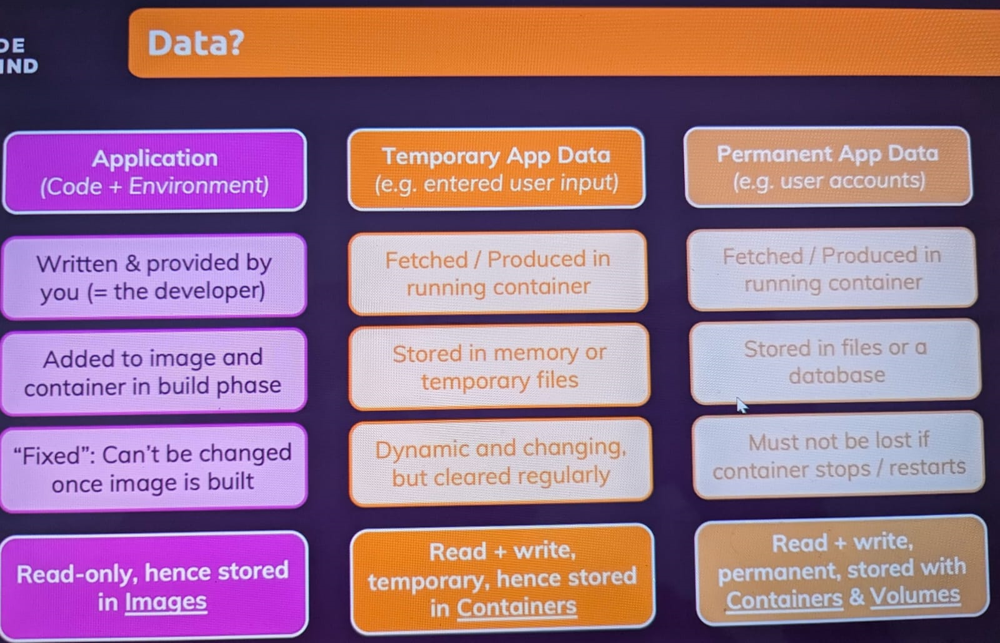 DE
IND
Data?
Application
(Code + Environment)
Written & provided by
you (= the developer)
Added to image and
container in build phase
“Fixed”: Can’t be changed
once image is built
Read-only, hence stored
in Images
Temporary App Data
(e.g. entered user input)
Fetched / Produced in
running container
Stored in memory or
temporary files
Dynamic and changing,
but cleared regularly
Read + write,
temporary, hence stored
in Containers
Permanent App Data
(e.g. user accounts)
Fetched / Produced in
running container
Stored in files or a
database
Must not be lost if
container stops / restarts
Read + write,
permanent, stored with
Containers & Volumes